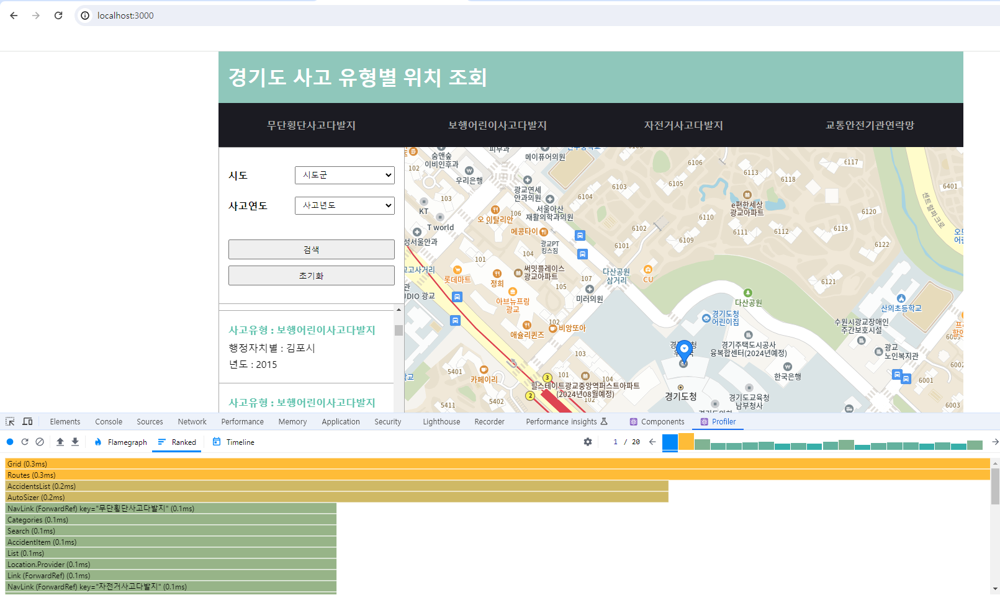 localhost:3000
경기도 사고 유형별 위치 조회
무단횡단사고다발지
보행어린이사고다발지
자전거사고다발지
교통안전기관연락망
시도
시도군
사고연도
사고년도
검색
초기화
사고유형 : 보행어린이사고다발지
행정자치별 : 김포시
년도 : 2015
사고유형 : 보행어린이사고다발지
숨앤숲
이비인후과
피부과
메이퓨어의원
102
우리은행
광교연세
안과의원
6103
6104
6105
6106
6113
6118
6117
6401
센트럴파크로
103
KT
T world
오 이탈리안
106
서울아산
재활의학과의원
e편한세상
광교아파트
6110
6120
메콩타이
6102
6109
6111
6112
6119
6122
성서울안과
광교PT
킹스짐
6101
101
104
롯데마트
정희
써밋플레이스
광교아파트
107
105
다산공원
삼거리
CU
6121
미러의원
다산공원
산의초등학교
아브뉴프랑
광교
경기도청
어린이집
수원시광교장애인
주간보호시설
102
비앙또아
애슐리퀸즈
103
경기주택도시공사
융복합센터(2024년예정)
광교
노인복지관
6002
5401
카페이리
101
104
한국은행
6001
3
힐스테이트광교중앙역퍼스트아파트
(2024년08월예정)
2
102
경기도청
경기도교육청
남부청사
5411
5402
6003
Elements
Console
Sources
Network
Performance
Memory
Application
Security
Lighthouse
Recorder
Performance insights
Components
Profiler
Flamegraph
Ranked
Timeline
1 / 20
Grid (0.3ms)
Routes (0.3ms)
AccidentsList (0.2ms)
AutoSizer (0.2ms)
NavLink (ForwardRef) key="무단횡단사고다발지" (0.1ms)
Categories (0.1ms)
Search (0.1ms)
AccidentItem (0.1ms)
List (0.1ms)
Location.Provider (0.1ms)
Link (ForwardRef) (0.1ms)
NavLink (ForwardRef) key="자전거사고다발지" (0.1ms)